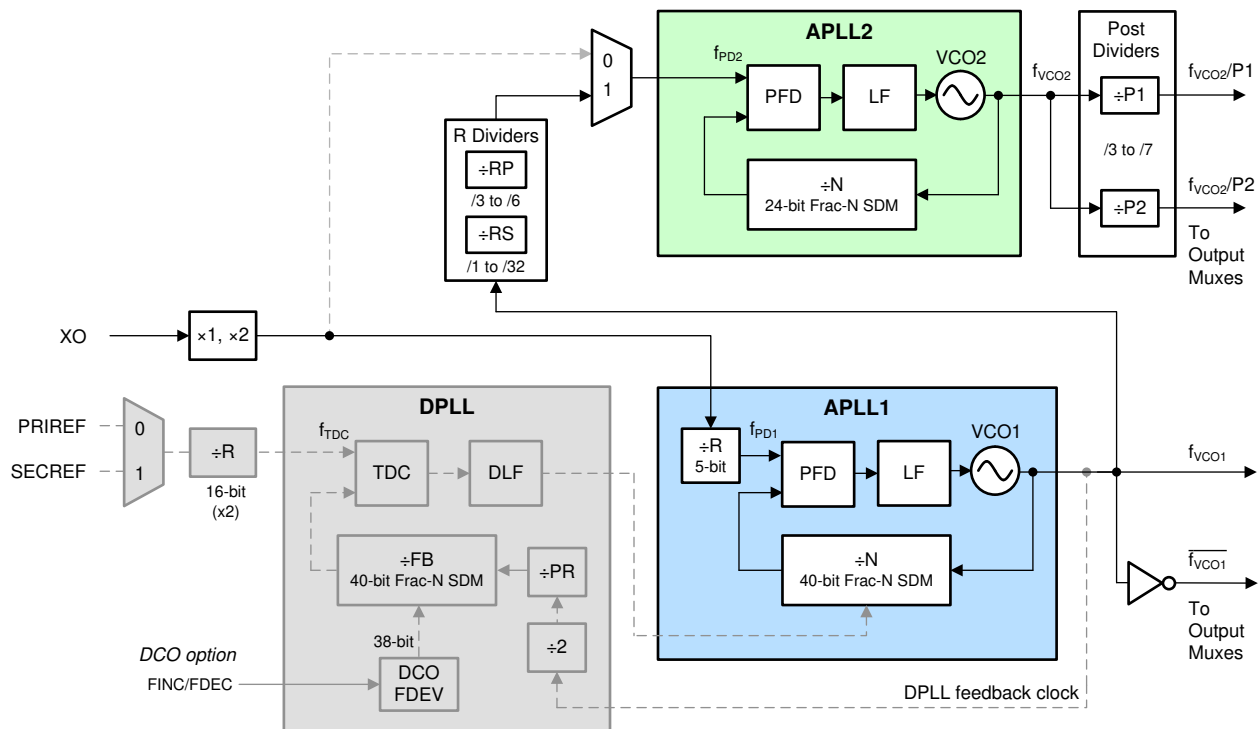 APLL2
Post
Dividers
0
1
fPD2
PFD
LF
VCO2
fVCO2
÷P1
fVCO2/P1
/3 to /7
÷N
24-bit Frac-N SDM
÷P2
fVCO2/P2
To
Output
Muxes
R Dividers
÷RP
/3 to /6
÷RS
/1 to /32
XO
×1, ×2
PRIREF
SECREF
0
1
÷R
16-bit
(x2)
DPLL
fTDC
TDC
DLF
÷FB
40-bit Frac-N SDM
÷PR
÷2
38-bit
DCO option
FINC/FDEC
DCO
FDEV
APLL1
÷R
5-bit
fPD1
PFD
LF
VCO1
÷N
40-bit Frac-N SDM
fVCO1
f̅VCO1
To
Output
Muxes
DPLL feedback clock